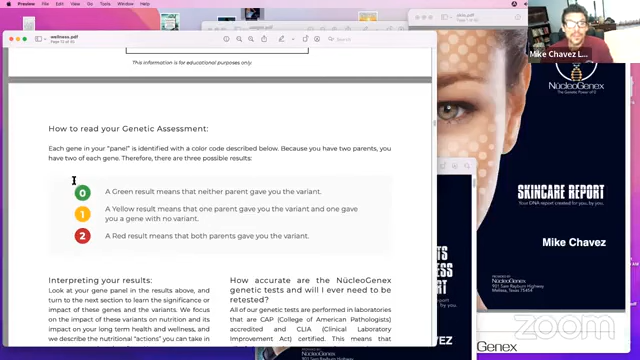 Preview File Edit View Go Tools Window Help
wellness.pdf
Search
This information is for educational purposes only.
How to read your Genetic Assessment:
Each gene in your "panel" is identified with a color code described below. Because you have two parents, you
have two of each gene. Therefore, there are three possible results:
0
A Green result means that neither parent gave you the variant.
1
A Yellow result means that one parent gave you the variant and one gave
you a gene with no variant.
2
A Red result means that both parents gave you the variant.
Interpreting your results:
Look at your gene panel in the results above, and
turn to the next section to learn the significance or
impact of these genes and the variants. We focus
on the impact of these variants on nutrition and its
impact on your long term health and wellness, and
we describe the nutritional "actions" you can take in
How accurate are the NúcleoGenex
genetic tests and will I ever need to be
retested?
All of our genetic tests are performed in laboratories
that are CAP (College of American Pathologists)
accredited and CLIA (Clinical Laboratory
Improvement Act) certified. This means that
Mike Chavez L...
NúcleoGenex
The Genetic Power of 2
SKINCARE REPORT
Your DNA report created for you, by you.
Mike Chavez
NúcleoGenex
901 Sam Rayburn Highway
Melissa, Texas 75454
Genex
zoom